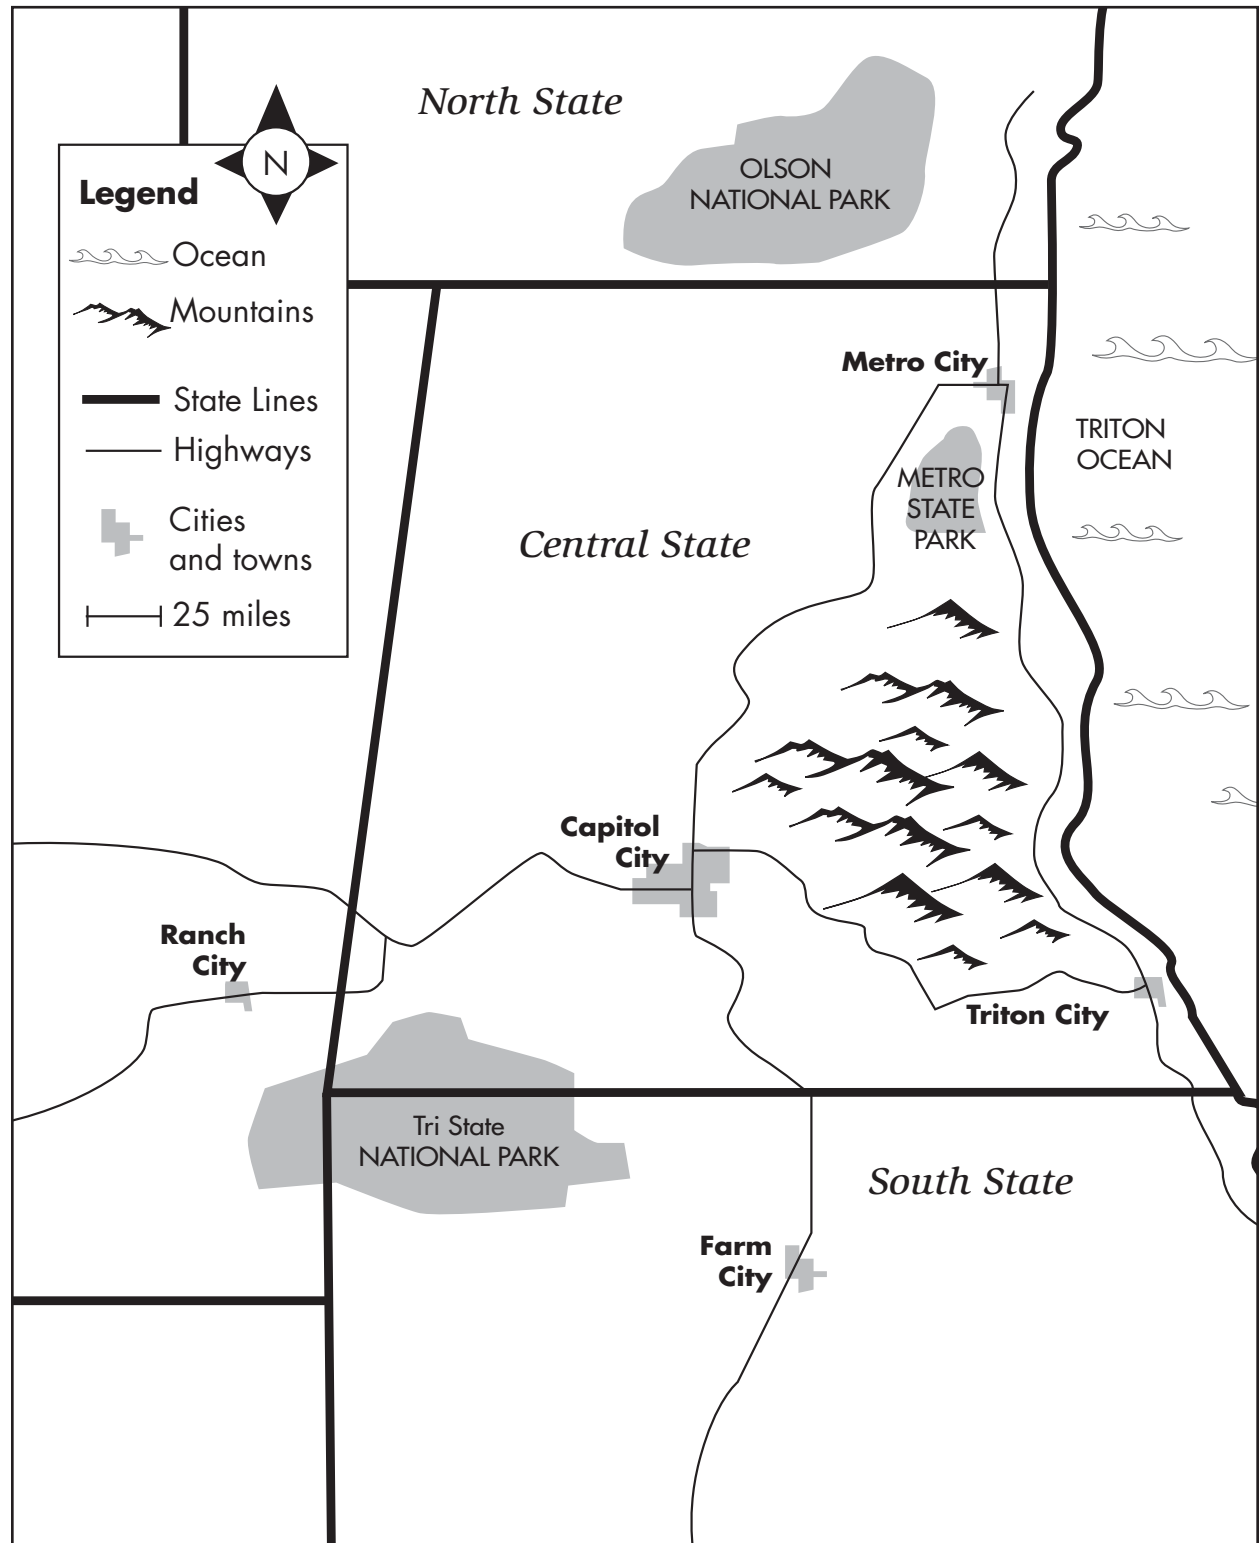 North State
OLSON
NATIONAL PARK
N
Legend
Ocean
Mountains
State Lines
Highways
Cities
and towns
25 miles
Metro City
TRITON
OCEAN
METRO
STATE
PARK
Central State
Capitol
City
Ranch
City
Triton City
Tri State
NATIONAL PARK
South State
Farm
City